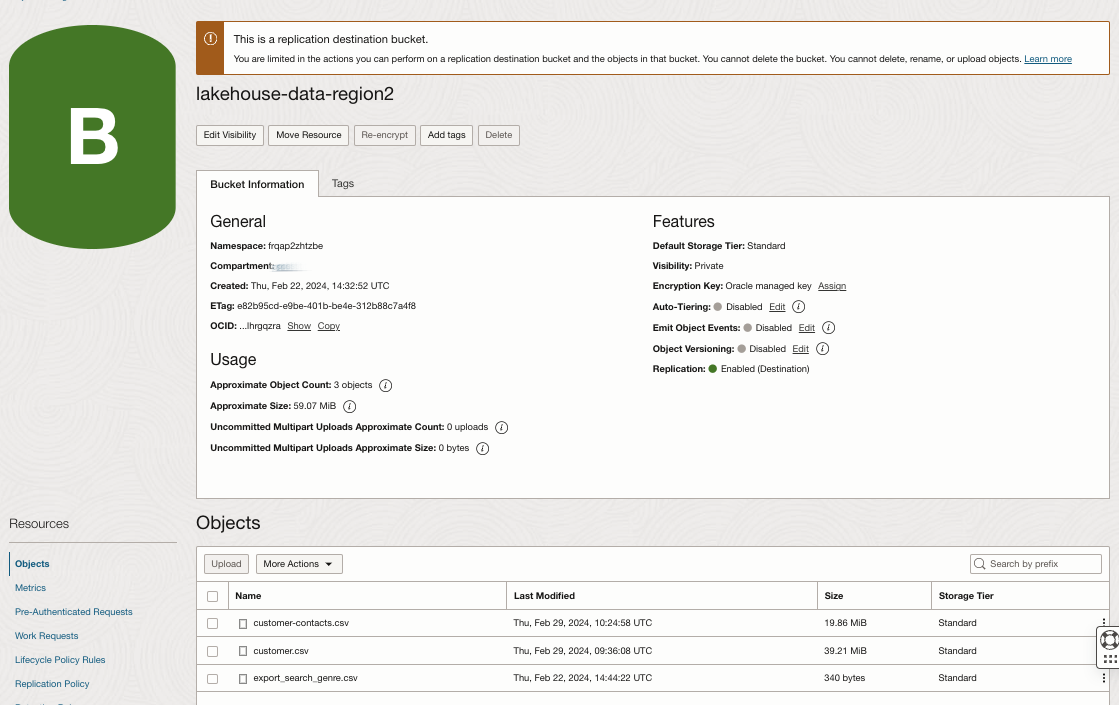 This is a replication destination bucket.
You are limited in the actions you can perform on a replication destination bucket and the objects in that bucket. You cannot delete the bucket. You cannot delete, rename, or upload objects. Learn more
B
lakehouse-data-region2
Edit Visibility Move Resource Re-encrypt Add tags Delete
Bucket Information Tags
General
Namespace: frqap2zhtzbe
Compartment:
Created: Thu, Feb 22, 2024, 14:32:52 UTC
ETag: e82b95cd-e9be-401b-be4e-312b88c7a4f8
OCID: ...lhrgqzra Show Copy
Usage
Approximate Object Count: 3 objects
Approximate Size: 59.07 MiB
Uncommitted Multipart Uploads Approximate Count: 0 uploads
Uncommitted Multipart Uploads Approximate Size: 0 bytes
Features
Default Storage Tier: Standard
Visibility: Private
Encryption Key: Oracle managed key Assign
Auto-Tiering: Disabled Edit
Emit Object Events: Disabled Edit
Object Versioning: Disabled Edit
Replication: Enabled (Destination)
Resources
Objects
Metrics
Pre-Authenticated Requests
Work Requests
Lifecycle Policy Rules
Replication Policy
Objects
Upload More Actions Search by prefix
Name Last Modified Size Storage Tier
customer-contacts.csv Thu, Feb 29, 2024, 10:24:58 UTC 19.86 MiB Standard
customer.csv Thu, Feb 29, 2024, 09:36:08 UTC 39.21 MiB Standard
export_search_genre.csv Thu, Feb 22, 2024, 14:44:22 UTC 340 bytes Standard